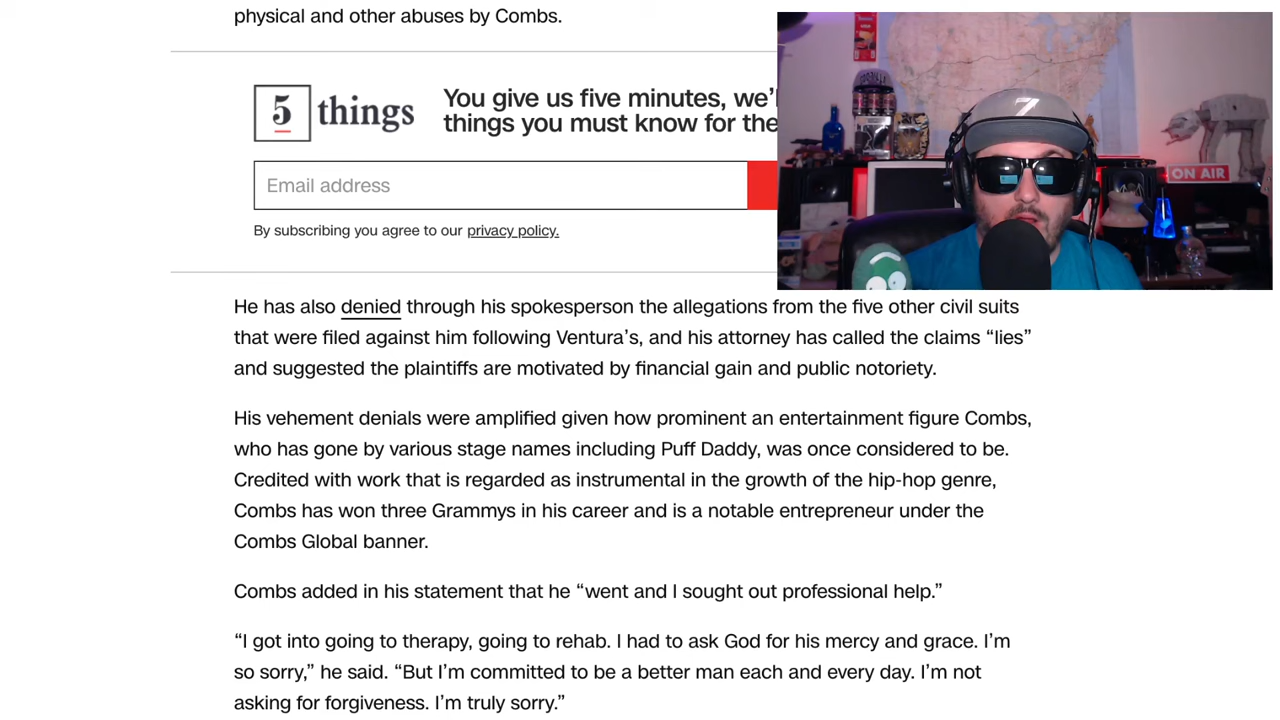 physical and other abuses by Combs.
5 things
You give us five minutes, we'l
things you must know for the
Email address
By subscribing you agree to our privacy policy.
ON AIR
He has also denied through his spokesperson the allegations from the five other civil suits
that were filed against him following Ventura’s, and his attorney has called the claims “lies”
and suggested the plaintiffs are motivated by financial gain and public notoriety.
His vehement denials were amplified given how prominent an entertainment figure Combs,
who has gone by various stage names including Puff Daddy, was once considered to be.
Credited with work that is regarded as instrumental in the growth of the hip-hop genre,
Combs has won three Grammys in his career and is a notable entrepreneur under the
Combs Global banner.
Combs added in his statement that he “went and I sought out professional help.”
“I got into going to therapy, going to rehab. I had to ask God for his mercy and grace. I’m
so sorry,” he said. “But I’m committed to be a better man each and every day. I’m not
asking for forgiveness. I’m truly sorry.”